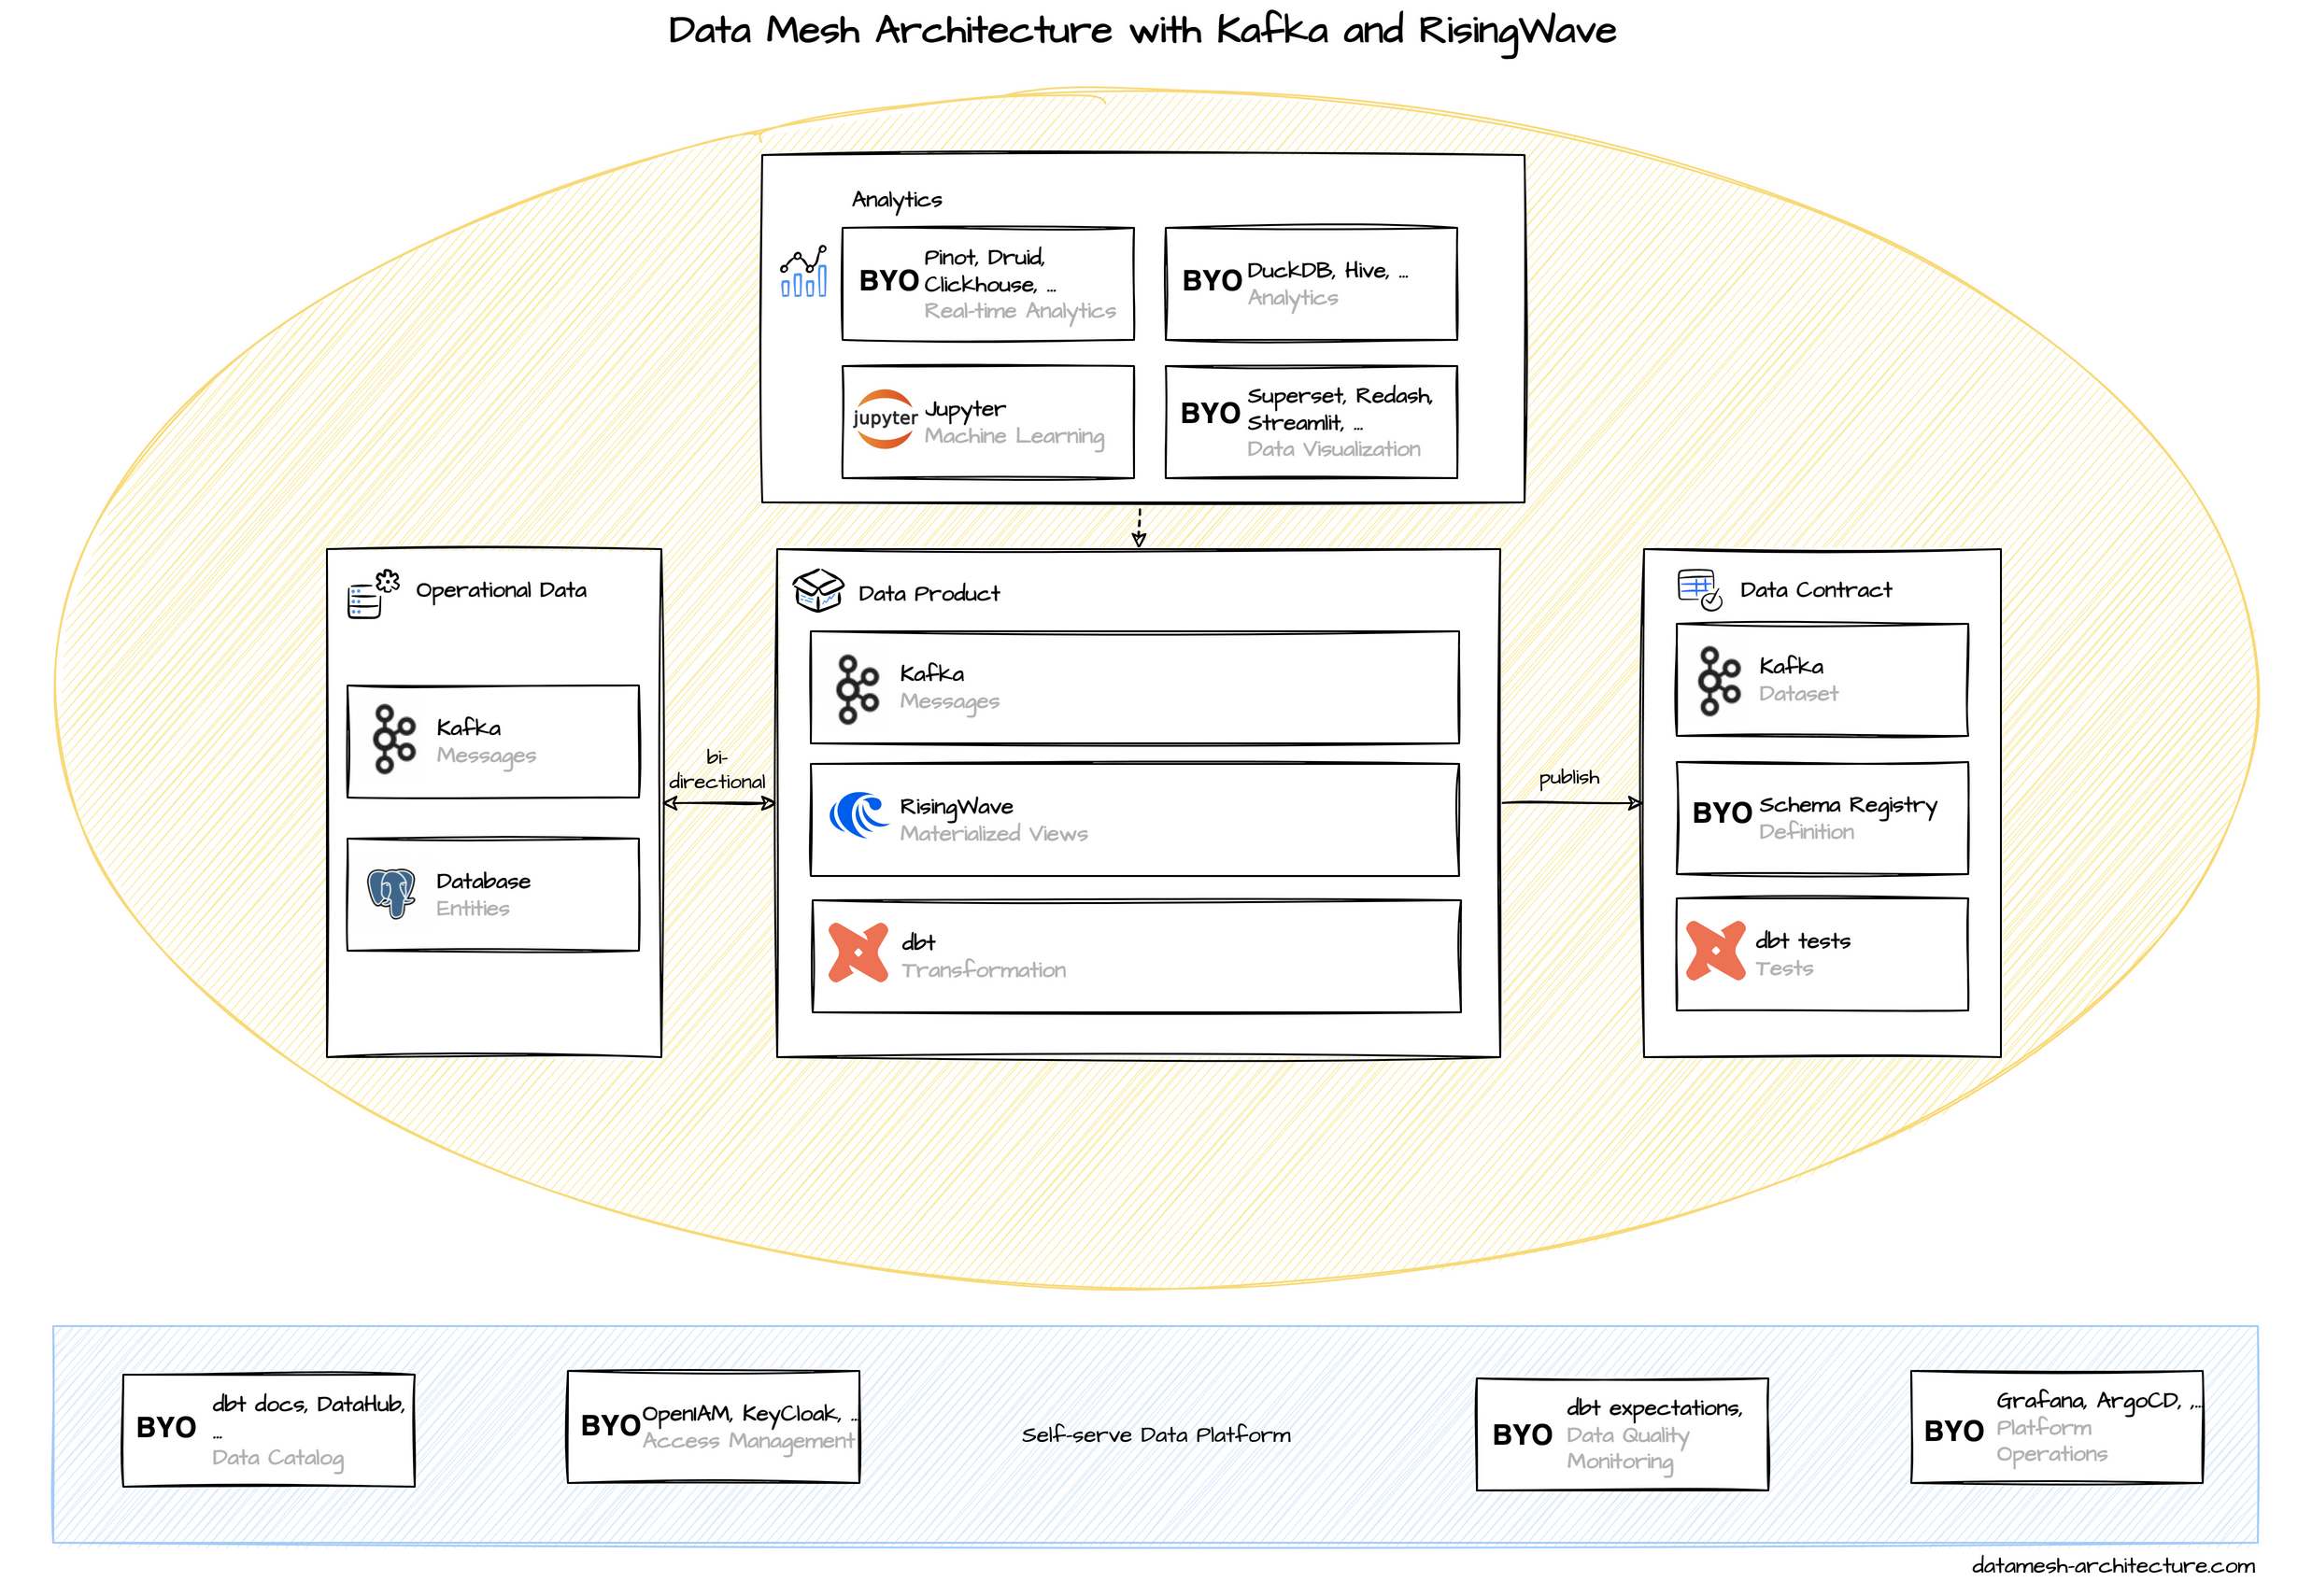 Data Mesh Architecture with Kafka and RisingWave
Analytics
BYO
Pinot, Druid,
Clickhouse, ...
Real-time Analytics
BYO
DuckDB, Hive, ...
Analytics
jupyter
Jupyter
Machine Learning
BYO
Superset, Redash,
Streamlit, ...
Data Visualization
Operational Data
Kafka
Messages
Database
Entities
bi-
directional
Data Product
Kafka
Messages
RisingWave
Materialized Views
dbt
Transformation
publish
Data Contract
Kafka
Dataset
BYO
Schema Registry
Definition
dbt tests
Tests
BYO
dbt docs, DataHub,
...
Data Catalog
BYO
OpenIAM, KeyCloak, ...
Access Management
Self-serve Data Platform
BYO
dbt expectations,
Data Quality
Monitoring
BYO
Grafana, ArgoCD, ,...
Platform
Operations
datamesh-architecture.com